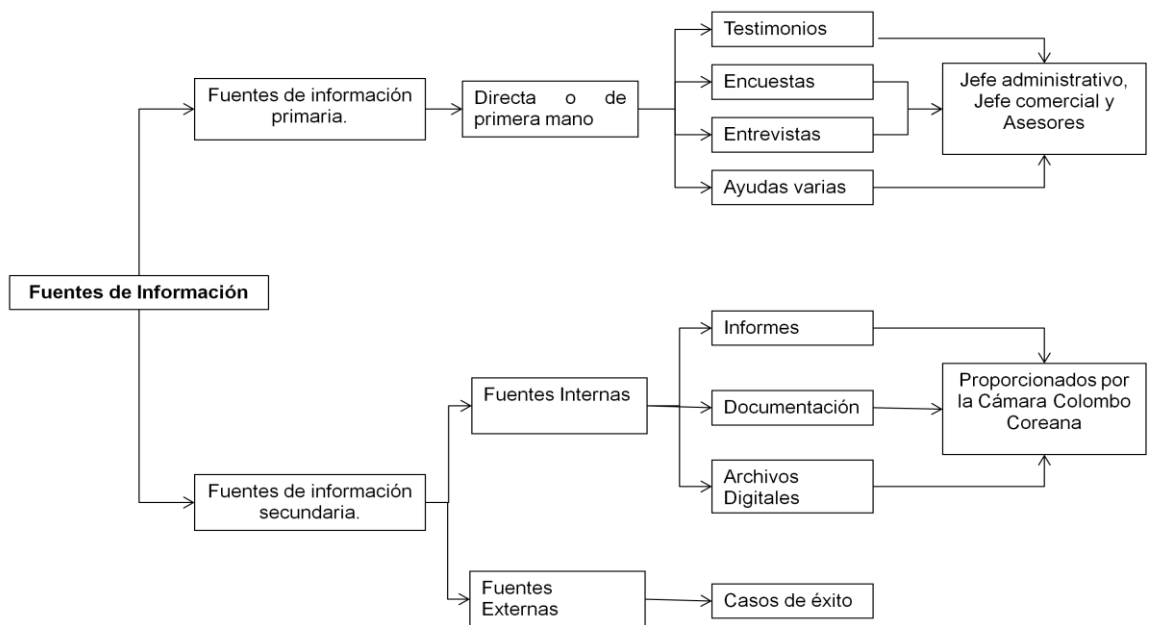 Testimonios
Fuentes de información
primaria.
Directa o de
primera mano
Encuestas
Entrevistas
Ayudas varias
Jefe administrativo,
Jefe comercial y
Asesores
Fuentes de Información
Fuentes de información
secundaria.
Fuentes Internas
Informes
Documentación
Archivos
Digitales
Proporcionados por
la Cámara Colombo
Coreana
Fuentes
Externas
Casos de éxito